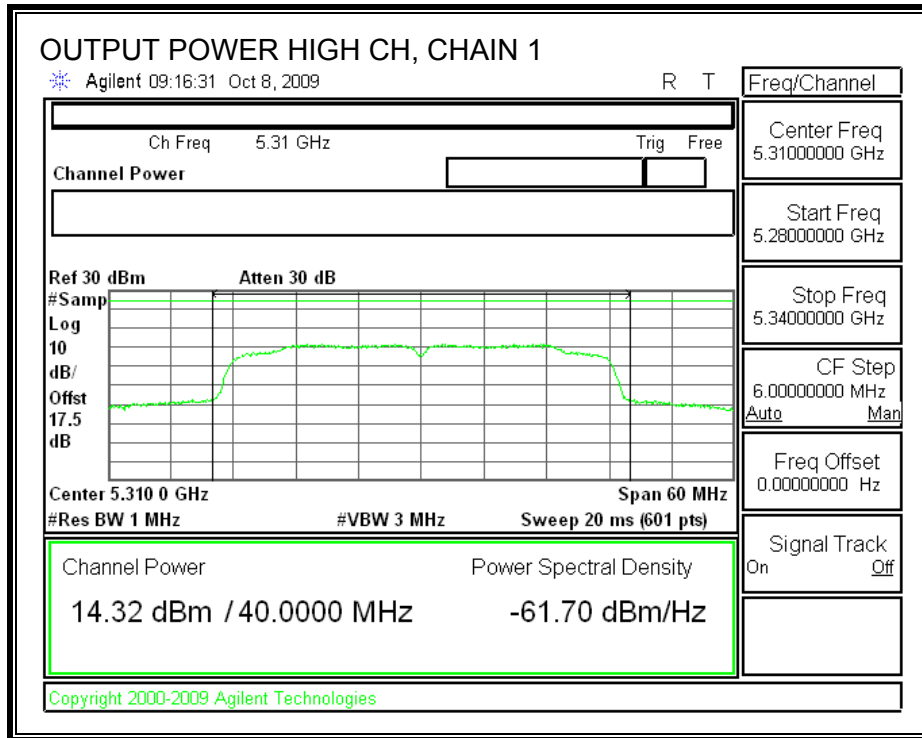 OUTPUT POWER HIGH CH, CHAIN 1
Agilent 09:16:31 Oct 8, 2009 R T
Freq/Channel
Ch Freq 5.31 GHz Trig Free
Channel Power
Center Freq
5.31000000 GHz
Start Freq
5.28000000 GHz
Stop Freq
5.34000000 GHz
CF Step
6.00000000 MHz
Auto Man
Freq Offset
0.00000000 Hz
Signal Track
On Off
Ref 30 dBm Atten 30 dB
#Samp
Log
10
dB/
Offst
17.5
dB
Center 5.310 0 GHz Span 60 MHz
#Res BW 1 MHz #VBW 3 MHz Sweep 20 ms (601 pts)
Channel Power Power Spectral Density
14.32 dBm / 40.0000 MHz -61.70 dBm/Hz
Copyright 2000-2009 Agilent Technologies